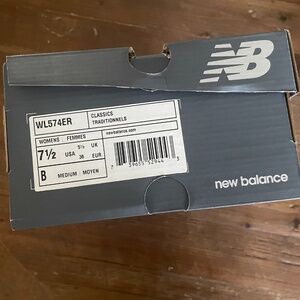 NB
WL574ER
CLASSICS
TRADITIONNELS
WOMENS FEMMES
newbalance.com
7½ USA 5½ UK
38 EUR
B MEDIUM MOYEN
new balance